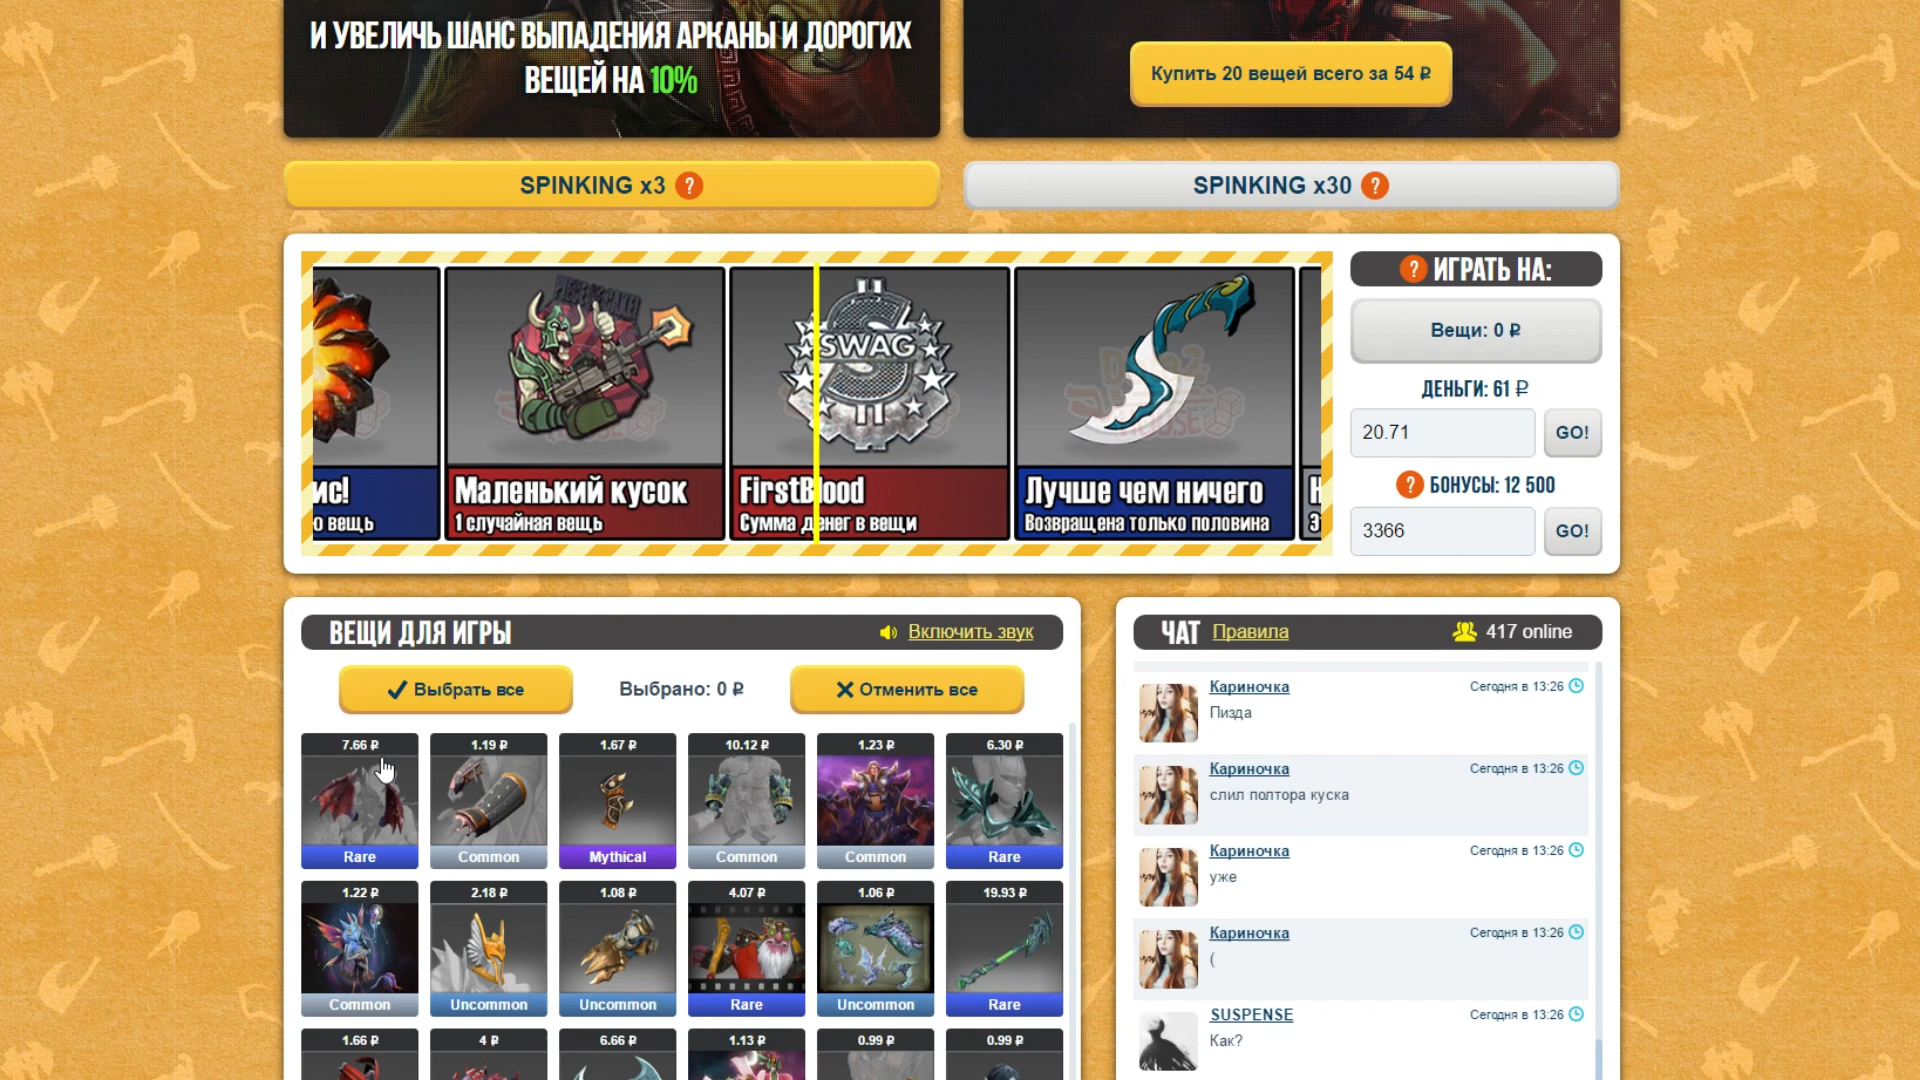 И УВЕЛИЧЬ ШАНС ВЫПАДЕНИЯ АРКАНЫ И ДОРОГИХ
ВЕЩЕЙ НА 10%
Купить 20 вещей всего за 54 ₽
SPINKING x3 ?
SPINKING x30 ?
ис!
о вещь
Маленький кусок
1 случайная вещь
SWAG
FirstBlood
Сумма денег в вещи
Лучше чем ничего
Возвращена только половина
? ИГРАТЬ НА:
Вещи: 0 ₽
ДЕНЬГИ: 61 ₽
20.71
GO!
? БОНУСЫ: 12 500
3366
GO!
ВЕЩИ ДЛЯ ИГРЫ
Включить звук
Выбрать все
Выбрано: 0 ₽
Отменить все
7.66 ₽
1.19 ₽
1.67 ₽
10.12 ₽
1.23 ₽
6.30 ₽
Rare
Common
Mythical
Common
Common
Rare
1.22 ₽
2.18 ₽
1.08 ₽
4.07 ₽
1.06 ₽
19.93 ₽
Common
Uncommon
Uncommon
Rare
Uncommon
Rare
1.66 ₽
4 ₽
6.66 ₽
1.13 ₽
0.99 ₽
0.99 ₽
ЧАТ
Правила
417 online
Кариночка
Сегодня в 13:26
Пизда
Кариночка
Сегодня в 13:26
слил полтора куска
Кариночка
Сегодня в 13:26
уже
Кариночка
Сегодня в 13:26
(
SUSPENSE
Сегодня в 13:26
Как?